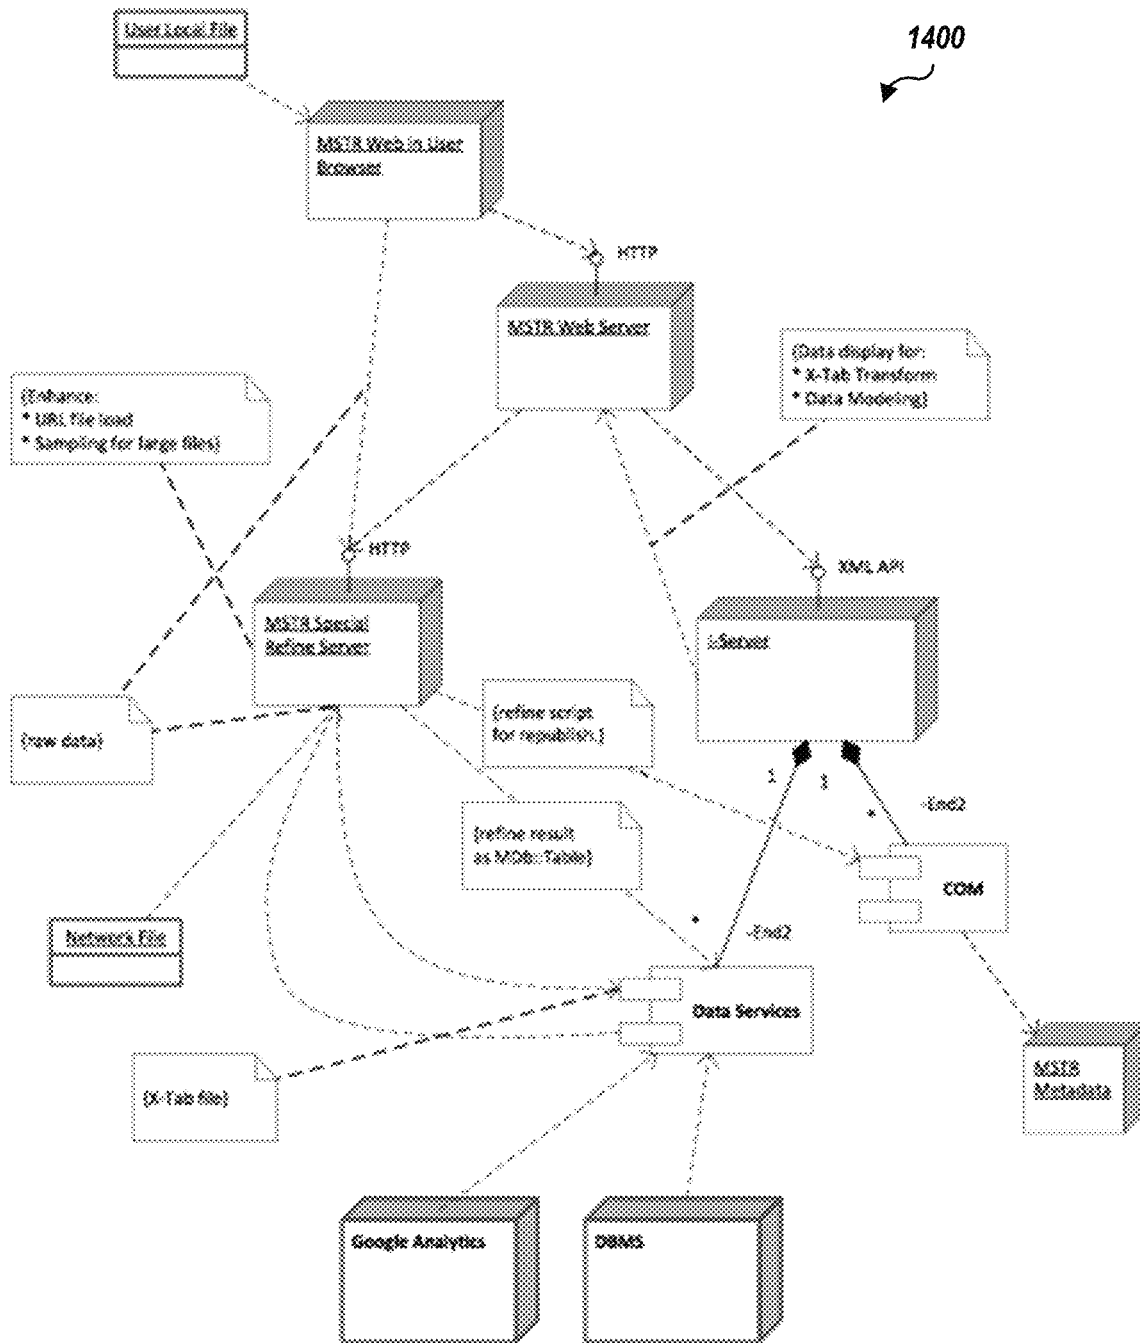 1400
User Local File
MSTR Web in User
Browser
HTTP
MSTR Web Server
{Data display for:
* X-Tab Transform
* Data Modeling}
{Enhance:
* URL file load
* Sampling for large files}
HTTP
XML API
MSTR Special
Refine Server
i-Server
{raw data}
{refine script
for republish.}
1
1
-End2
*
{refine result
as MDb::Table}
COM
*
-End2
Network File
Data Services
{X-Tab file}
MSTR
Metadata
Google Analytics
DBMS